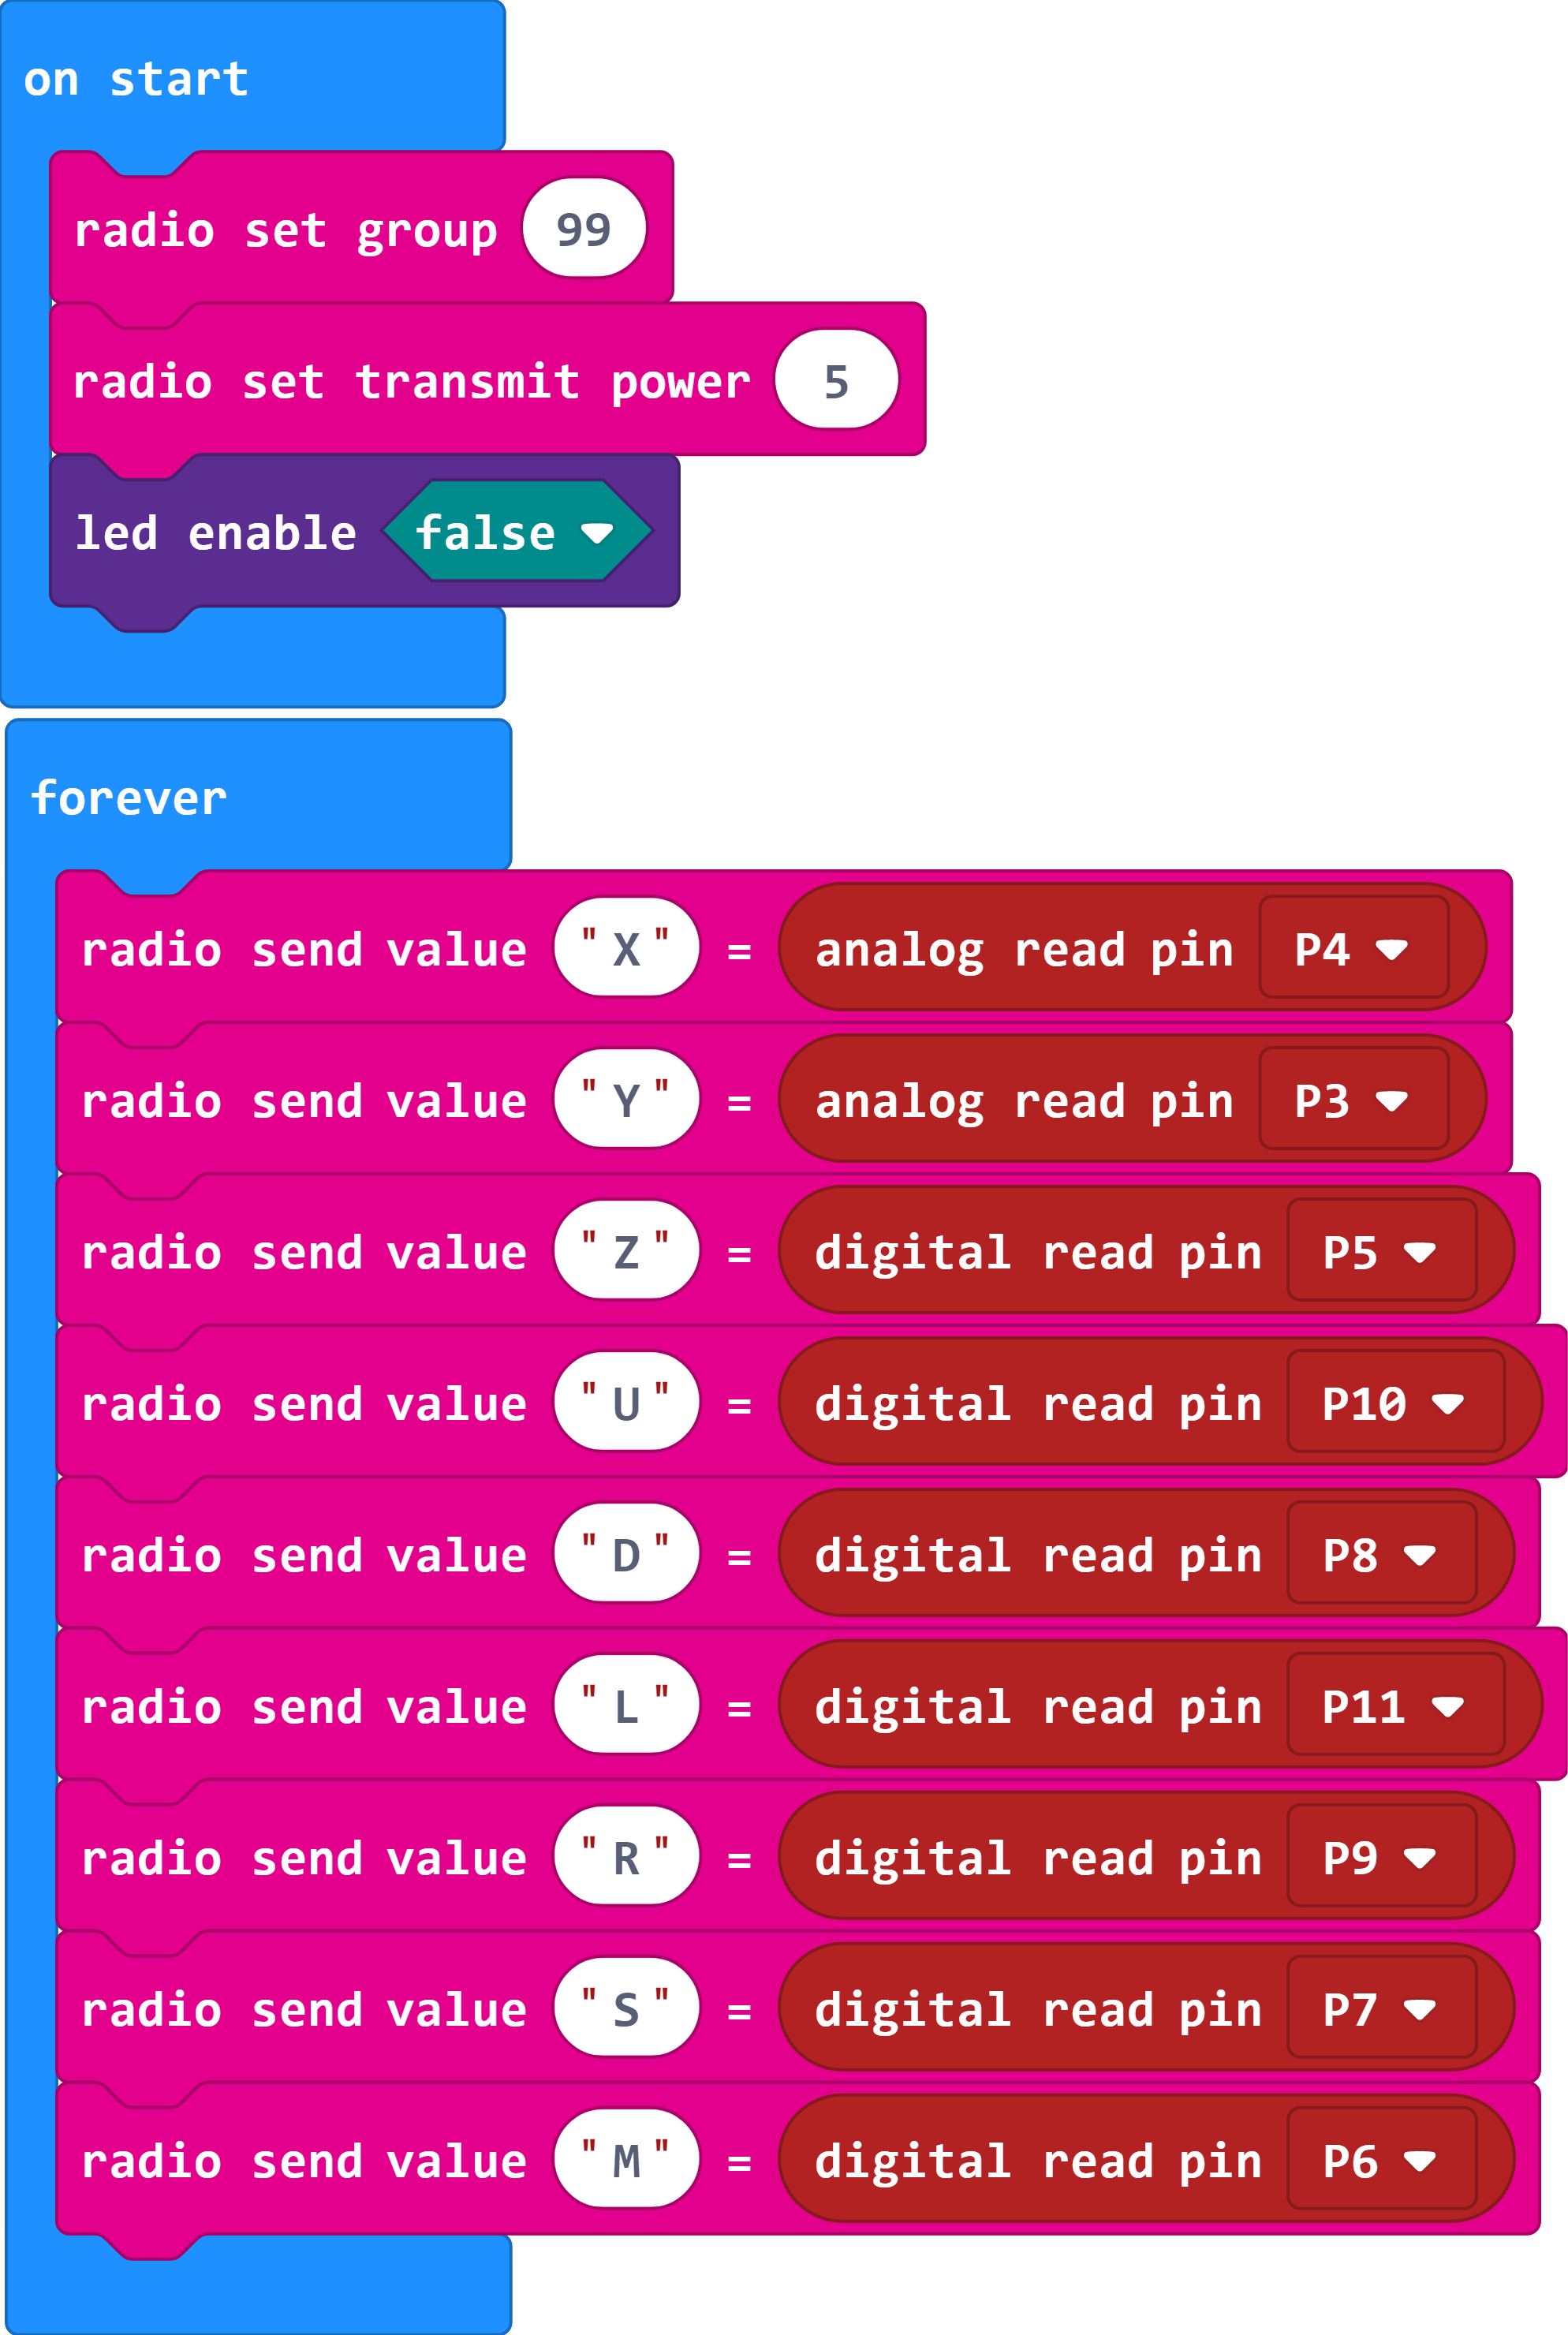 on start
radio set group 99
radio set transmit power 5
led enable false
forever
radio send value "X" = analog read pin P4
radio send value "Y" = analog read pin P3
radio send value "Z" = digital read pin P5
radio send value "U" = digital read pin P10
radio send value "D" = digital read pin P8
radio send value "L" = digital read pin P11
radio send value "R" = digital read pin P9
radio send value "S" = digital read pin P7
radio send value "M" = digital read pin P6